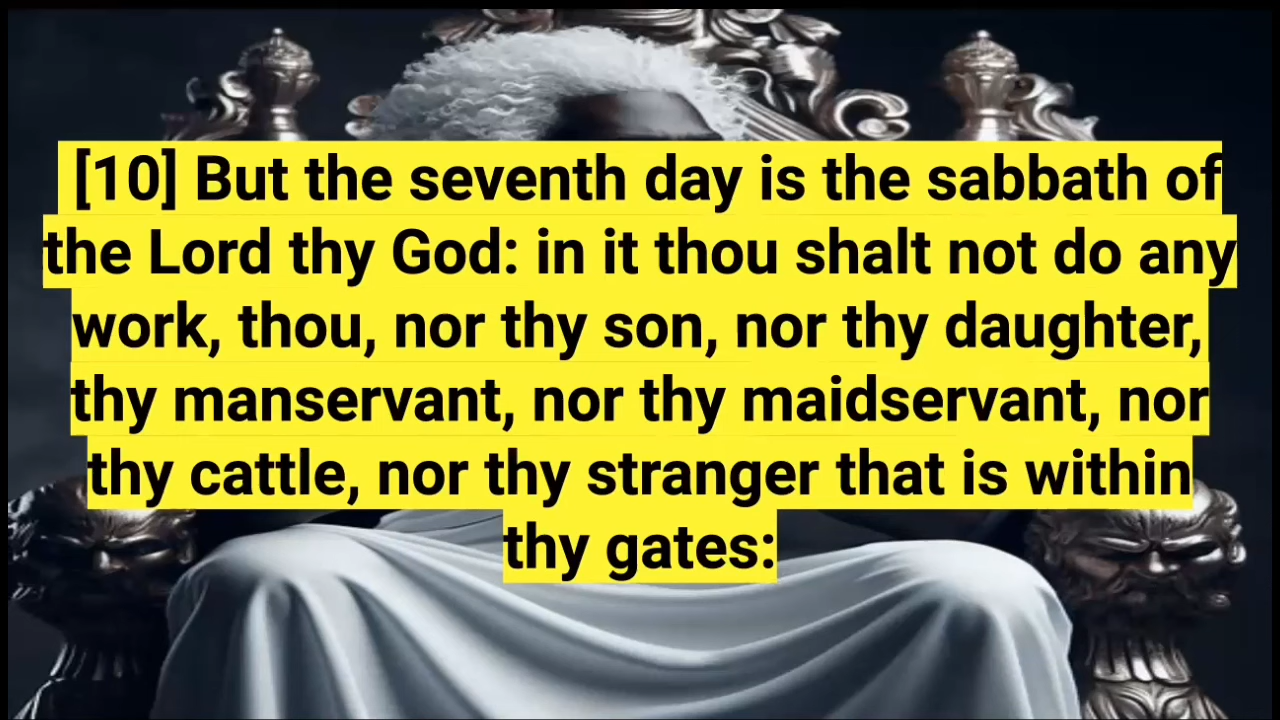 [10] But the seventh day is the sabbath of
the Lord thy God: in it thou shalt not do any
work, thou, nor thy son, nor thy daughter,
thy manservant, nor thy maidservant, nor
thy cattle, nor thy stranger that is within
thy gates: